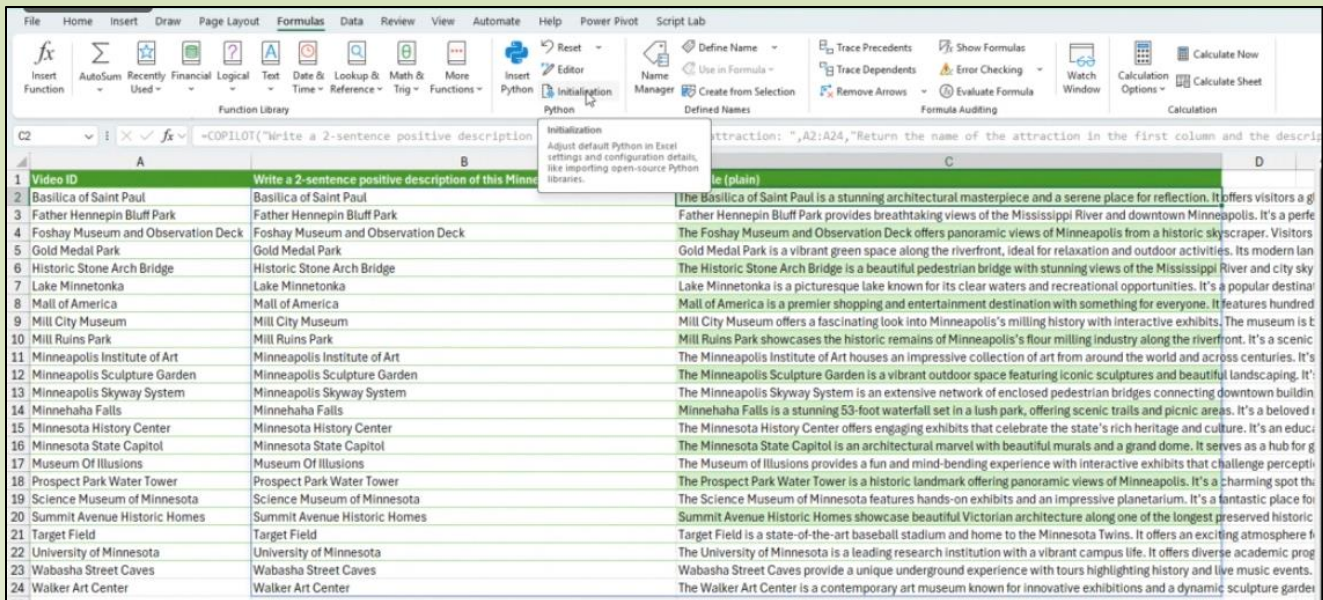 File Home Insert Draw Page Layout Formulas Data Review View Automate Help Power Pivot Script Lab
Insert Function
AutoSum
Recently Used
Financial
Logical
Text
Date & Time
Lookup & Reference
Math & Trig
More Functions
Function Library
Insert Python
Reset
Editor
Initialization
Python
Name Manager
Define Name
Use in Formula
Create from Selection
Defined Names
Trace Precedents
Trace Dependents
Remove Arrows
Show Formulas
Error Checking
Evaluate Formula
Formula Auditing
Watch Window
Calculation Options
Calculate Now
Calculate Sheet
Calculation
C2 fx =COPILOT("Write a 2-sentence positive description attraction: ",A2:A24,"Return the name of the attraction in the first column and the descrip
Initialization
Adjust default Python in Excel
settings and configuration details,
like importing open-source Python
libraries.
A B C D
1 Video ID Write a 2-sentence positive description of this Minne (plain)
2 Basilica of Saint Paul Basilica of Saint Paul The Basilica of Saint Paul is a stunning architectural masterpiece and a serene place for reflection. It offers visitors a
3 Father Hennepin Bluff Park Father Hennepin Bluff Park Father Hennepin Bluff Park provides breathtaking views of the Mississippi River and downtown Minneapolis. It's a perfe
4 Foshay Museum and Observation Deck Foshay Museum and Observation Deck The Foshay Museum and Observation Deck offers panoramic views of Minneapolis from a historic skyscraper. Visitors
5 Gold Medal Park Gold Medal Park Gold Medal Park is a vibrant green space along the riverfront, ideal for relaxation and outdoor activities. Its modern lan
6 Historic Stone Arch Bridge Historic Stone Arch Bridge The Historic Stone Arch Bridge is a beautiful pedestrian bridge with stunning views of the Mississippi River and city sky
7 Lake Minnetonka Lake Minnetonka Lake Minnetonka is a picturesque lake known for its clear waters and recreational opportunities. It's a popular destina
8 Mall of America Mall of America Mall of America is a premier shopping and entertainment destination with something for everyone. It features hundred
9 Mill City Museum Mill City Museum Mill City Museum offers a fascinating look into Minneapolis's milling history with interactive exhibits. The museum is
10 Mill Ruins Park Mill Ruins Park Mill Ruins Park showcases the historic remains of Minneapolis's flour milling industry along the riverfront. It's a scenic
11 Minneapolis Institute of Art Minneapolis Institute of Art The Minneapolis Institute of Art houses an impressive collection of art from around the world and across centuries. It's
12 Minneapolis Sculpture Garden Minneapolis Sculpture Garden The Minneapolis Sculpture Garden is a vibrant outdoor space featuring iconic sculptures and beautiful landscaping. It'
13 Minneapolis Skyway System Minneapolis Skyway System The Minneapolis Skyway System is an extensive network of enclosed pedestrian bridges connecting downtown buildin
14 Minnehaha Falls Minnehaha Falls Minnehaha Falls is a stunning 53-foot waterfall set in a lush park, offering scenic trails and picnic areas. It's a beloved
15 Minnesota History Center Minnesota History Center The Minnesota History Center offers engaging exhibits that celebrate the state's rich heritage and culture. It's an educa
16 Minnesota State Capitol Minnesota State Capitol The Minnesota State Capitol is an architectural marvel with beautiful murals and a grand dome. It serves as a hub for g
17 Museum Of Illusions Museum Of Illusions The Museum of Illusions provides a fun and mind-bending experience with interactive exhibits that challenge percepti
18 Prospect Park Water Tower Prospect Park Water Tower The Prospect Park Water Tower is a historic landmark offering panoramic views of Minneapolis. It's a charming spot tha
19 Science Museum of Minnesota Science Museum of Minnesota The Science Museum of Minnesota features hands-on exhibits and an impressive planetarium. It's a fantastic place fo
20 Summit Avenue Historic Homes Summit Avenue Historic Homes Summit Avenue Historic Homes showcase beautiful Victorian architecture along one of the longest preserved historic
21 Target Field Target Field Target Field is a state-of-the-art baseball stadium and home to the Minnesota Twins. It offers an exciting atmosphere
22 University of Minnesota University of Minnesota The University of Minnesota is a leading research institution with a vibrant campus life. It offers diverse academic prog
23 Wabasha Street Caves Wabasha Street Caves Wabasha Street Caves provide a unique underground experience with tours highlighting history and live music events.
24 Walker Art Center Walker Art Center The Walker Art Center is a contemporary art museum known for innovative exhibitions and a dynamic sculpture garde